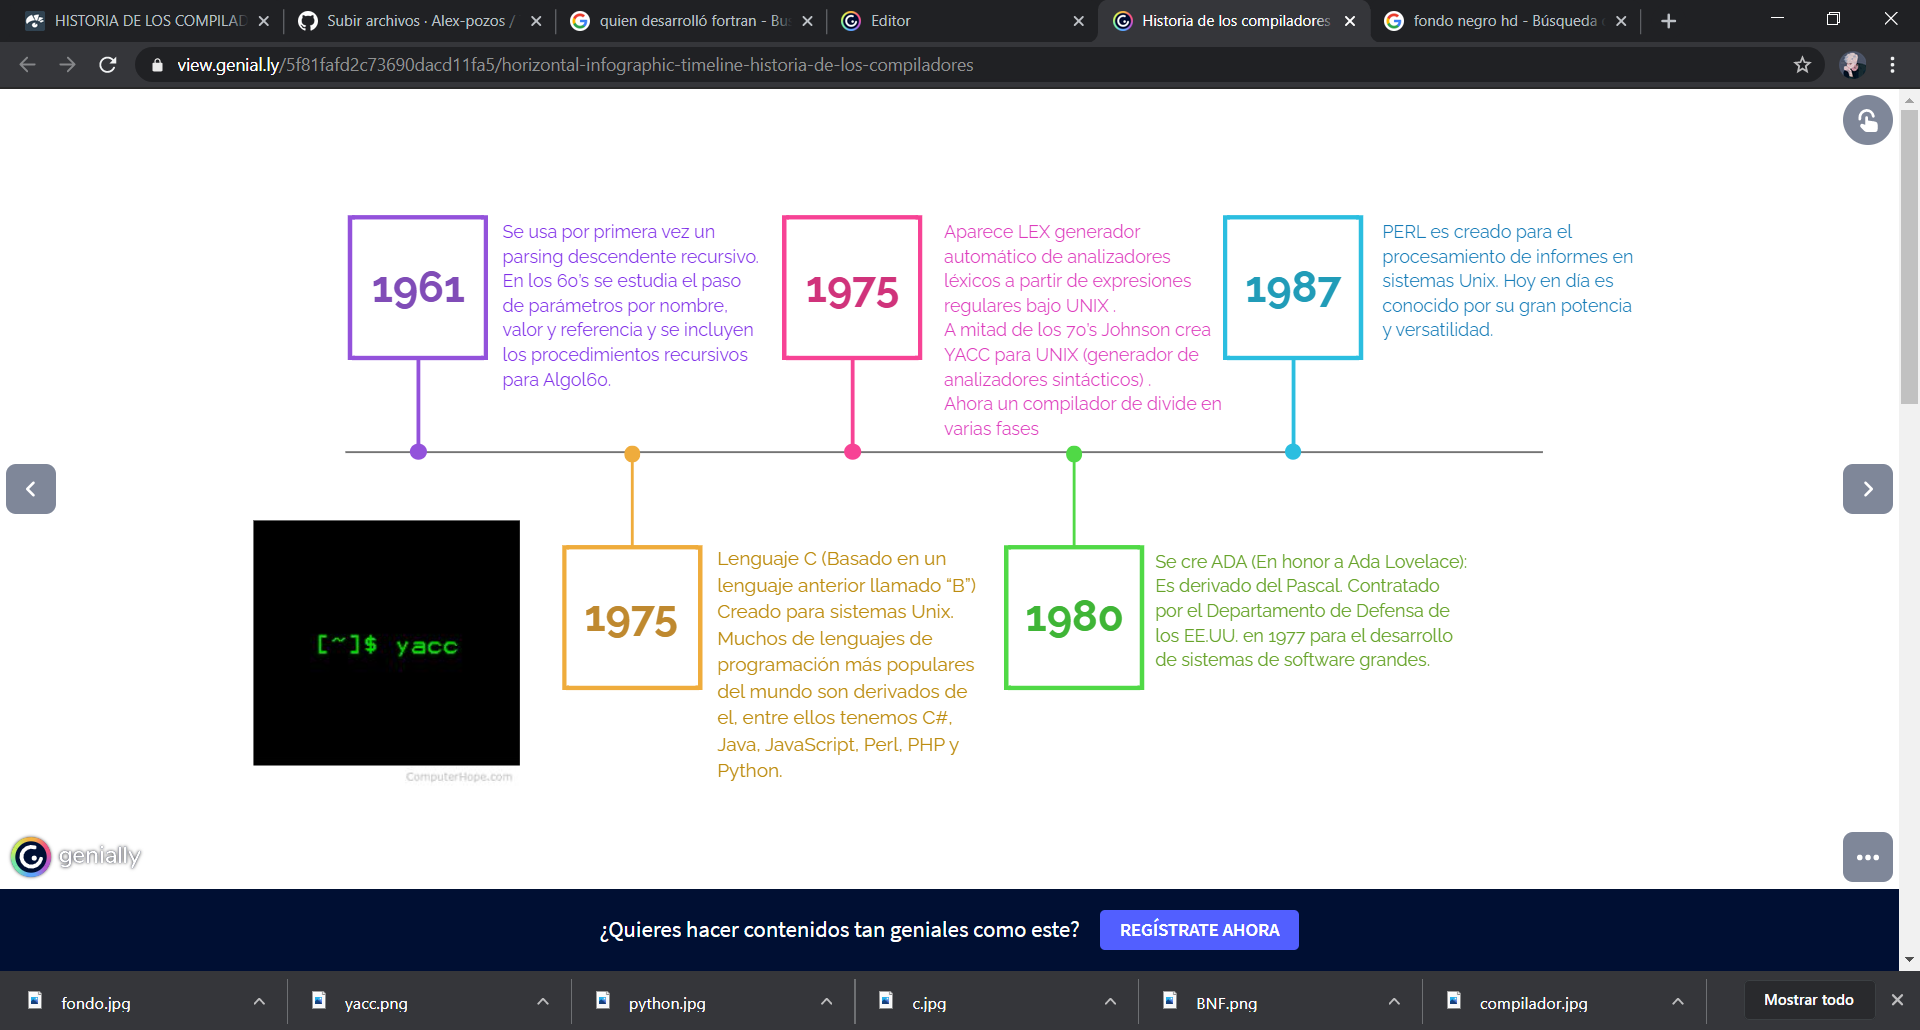 HISTORIA DE LOS COMPILAD
Subir archivos · Alex-pozos /
quien desarrolló fortran - Bu
Editor
Historia de los compiladores
fondo negro hd - Búsqueda
view.genial.ly/5f81fafd2c73690dacd11fa5/horizontal-infographic-timeline-historia-de-los-compiladores
1961
Se usa por primera vez un
parsing descendente recursivo.
En los 60's se estudia el paso
de parámetros por nombre,
valor y referencia y se incluyen
los procedimientos recursivos
para Algol60.
1975
Aparece LEX generador
automático de analizadores
léxicos a partir de expresiones
regulares bajo UNIX .
A mitad de los 70's Johnson crea
YACC para UNIX (generador de
analizadores sintácticos) .
Ahora un compilador de divide en
varias fases
1987
PERL es creado para el
procesamiento de informes en
sistemas Unix. Hoy en día es
conocido por su gran potencia
y versatilidad.
[~]$ yacc
ComputerHope.com
1975
Lenguaje C (Basado en un
lenguaje anterior llamado “B”)
Creado para sistemas Unix.
Muchos de lenguajes de
programación más populares
del mundo son derivados de
el, entre ellos tenemos C#,
Java, JavaScript, Perl, PHP y
Python.
1980
Se cre ADA (En honor a Ada Lovelace):
Es derivado del Pascal. Contratado
por el Departamento de Defensa de
los EE.UU. en 1977 para el desarrollo
de sistemas de software grandes.
genially
¿Quieres hacer contenidos tan geniales como este?
REGÍSTRATE AHORA
fondo.jpg
yacc.png
python.jpg
c.jpg
BNF.png
compilador.jpg
Mostrar todo